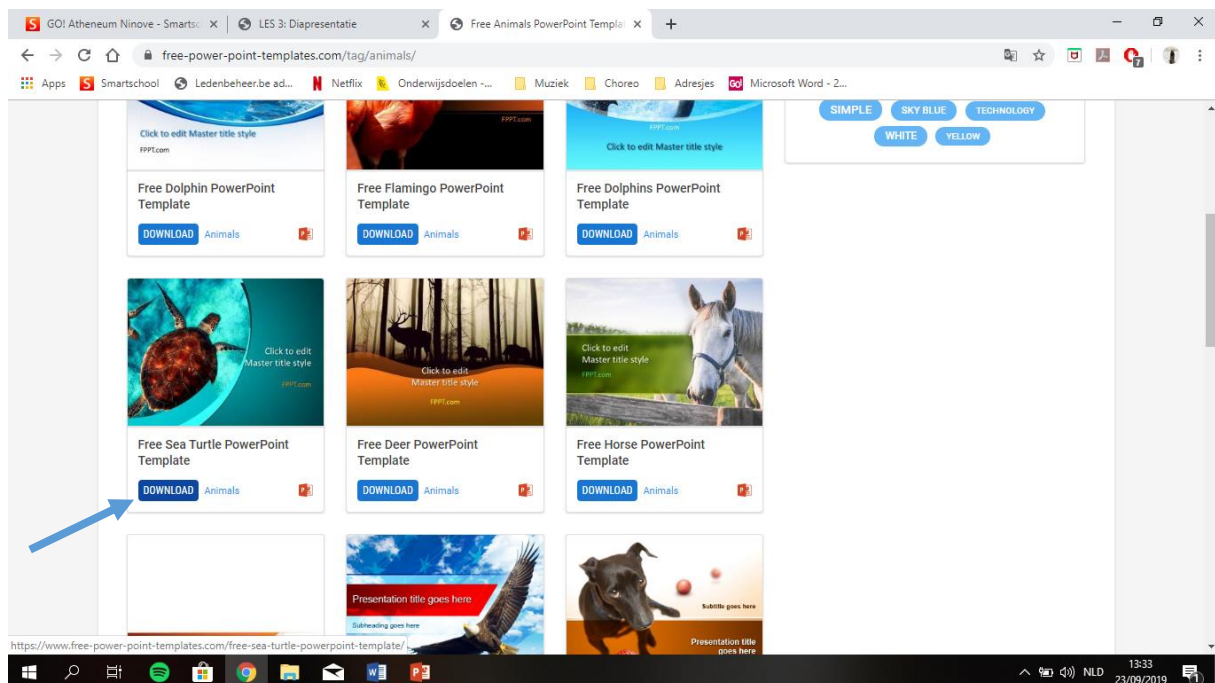 GO! Atheneum Ninove - Smartsc
LES 3: Diapresentatie
Free Animals PowerPoint Templa
free-power-point-templates.com/tag/animals/
Apps Smartschool Ledenbeheer.be ad... Netflix Onderwijsdoelen -... Muziek Choreo Adresjes Microsoft Word - 2...
SIMPLE SKY BLUE TECHNOLOGY
WHITE YELLOW
Click to edit Master title style
FPPT.com
FPPT.com
FPPT.com
Click to edit Master title style
Free Dolphin PowerPoint
Template
DOWNLOAD Animals
Free Flamingo PowerPoint
Template
DOWNLOAD Animals
Free Dolphins PowerPoint
Template
DOWNLOAD Animals
Click to edit
Master title style
FPPT.com
Click to edit
Master title style
FPPT.com
Click to edit
Master title style
FPPT.com
Free Sea Turtle PowerPoint
Template
DOWNLOAD Animals
Free Deer PowerPoint
Template
DOWNLOAD Animals
Free Horse PowerPoint
Template
DOWNLOAD Animals
Presentation title goes here
Subheading goes here
Subtitle goes here
Presentation title
goes here
https://www.free-power-point-templates.com/free-sea-turtle-powerpoint-template/
NLD
13:33
23/09/2019